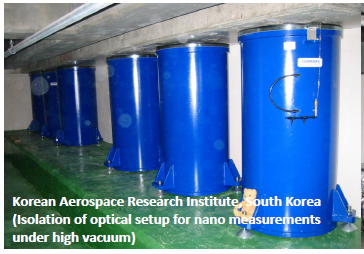 Korean Aerospace Research Institute, South Korea
(Isolation of optical setup for nano measurements
under high vacuum)